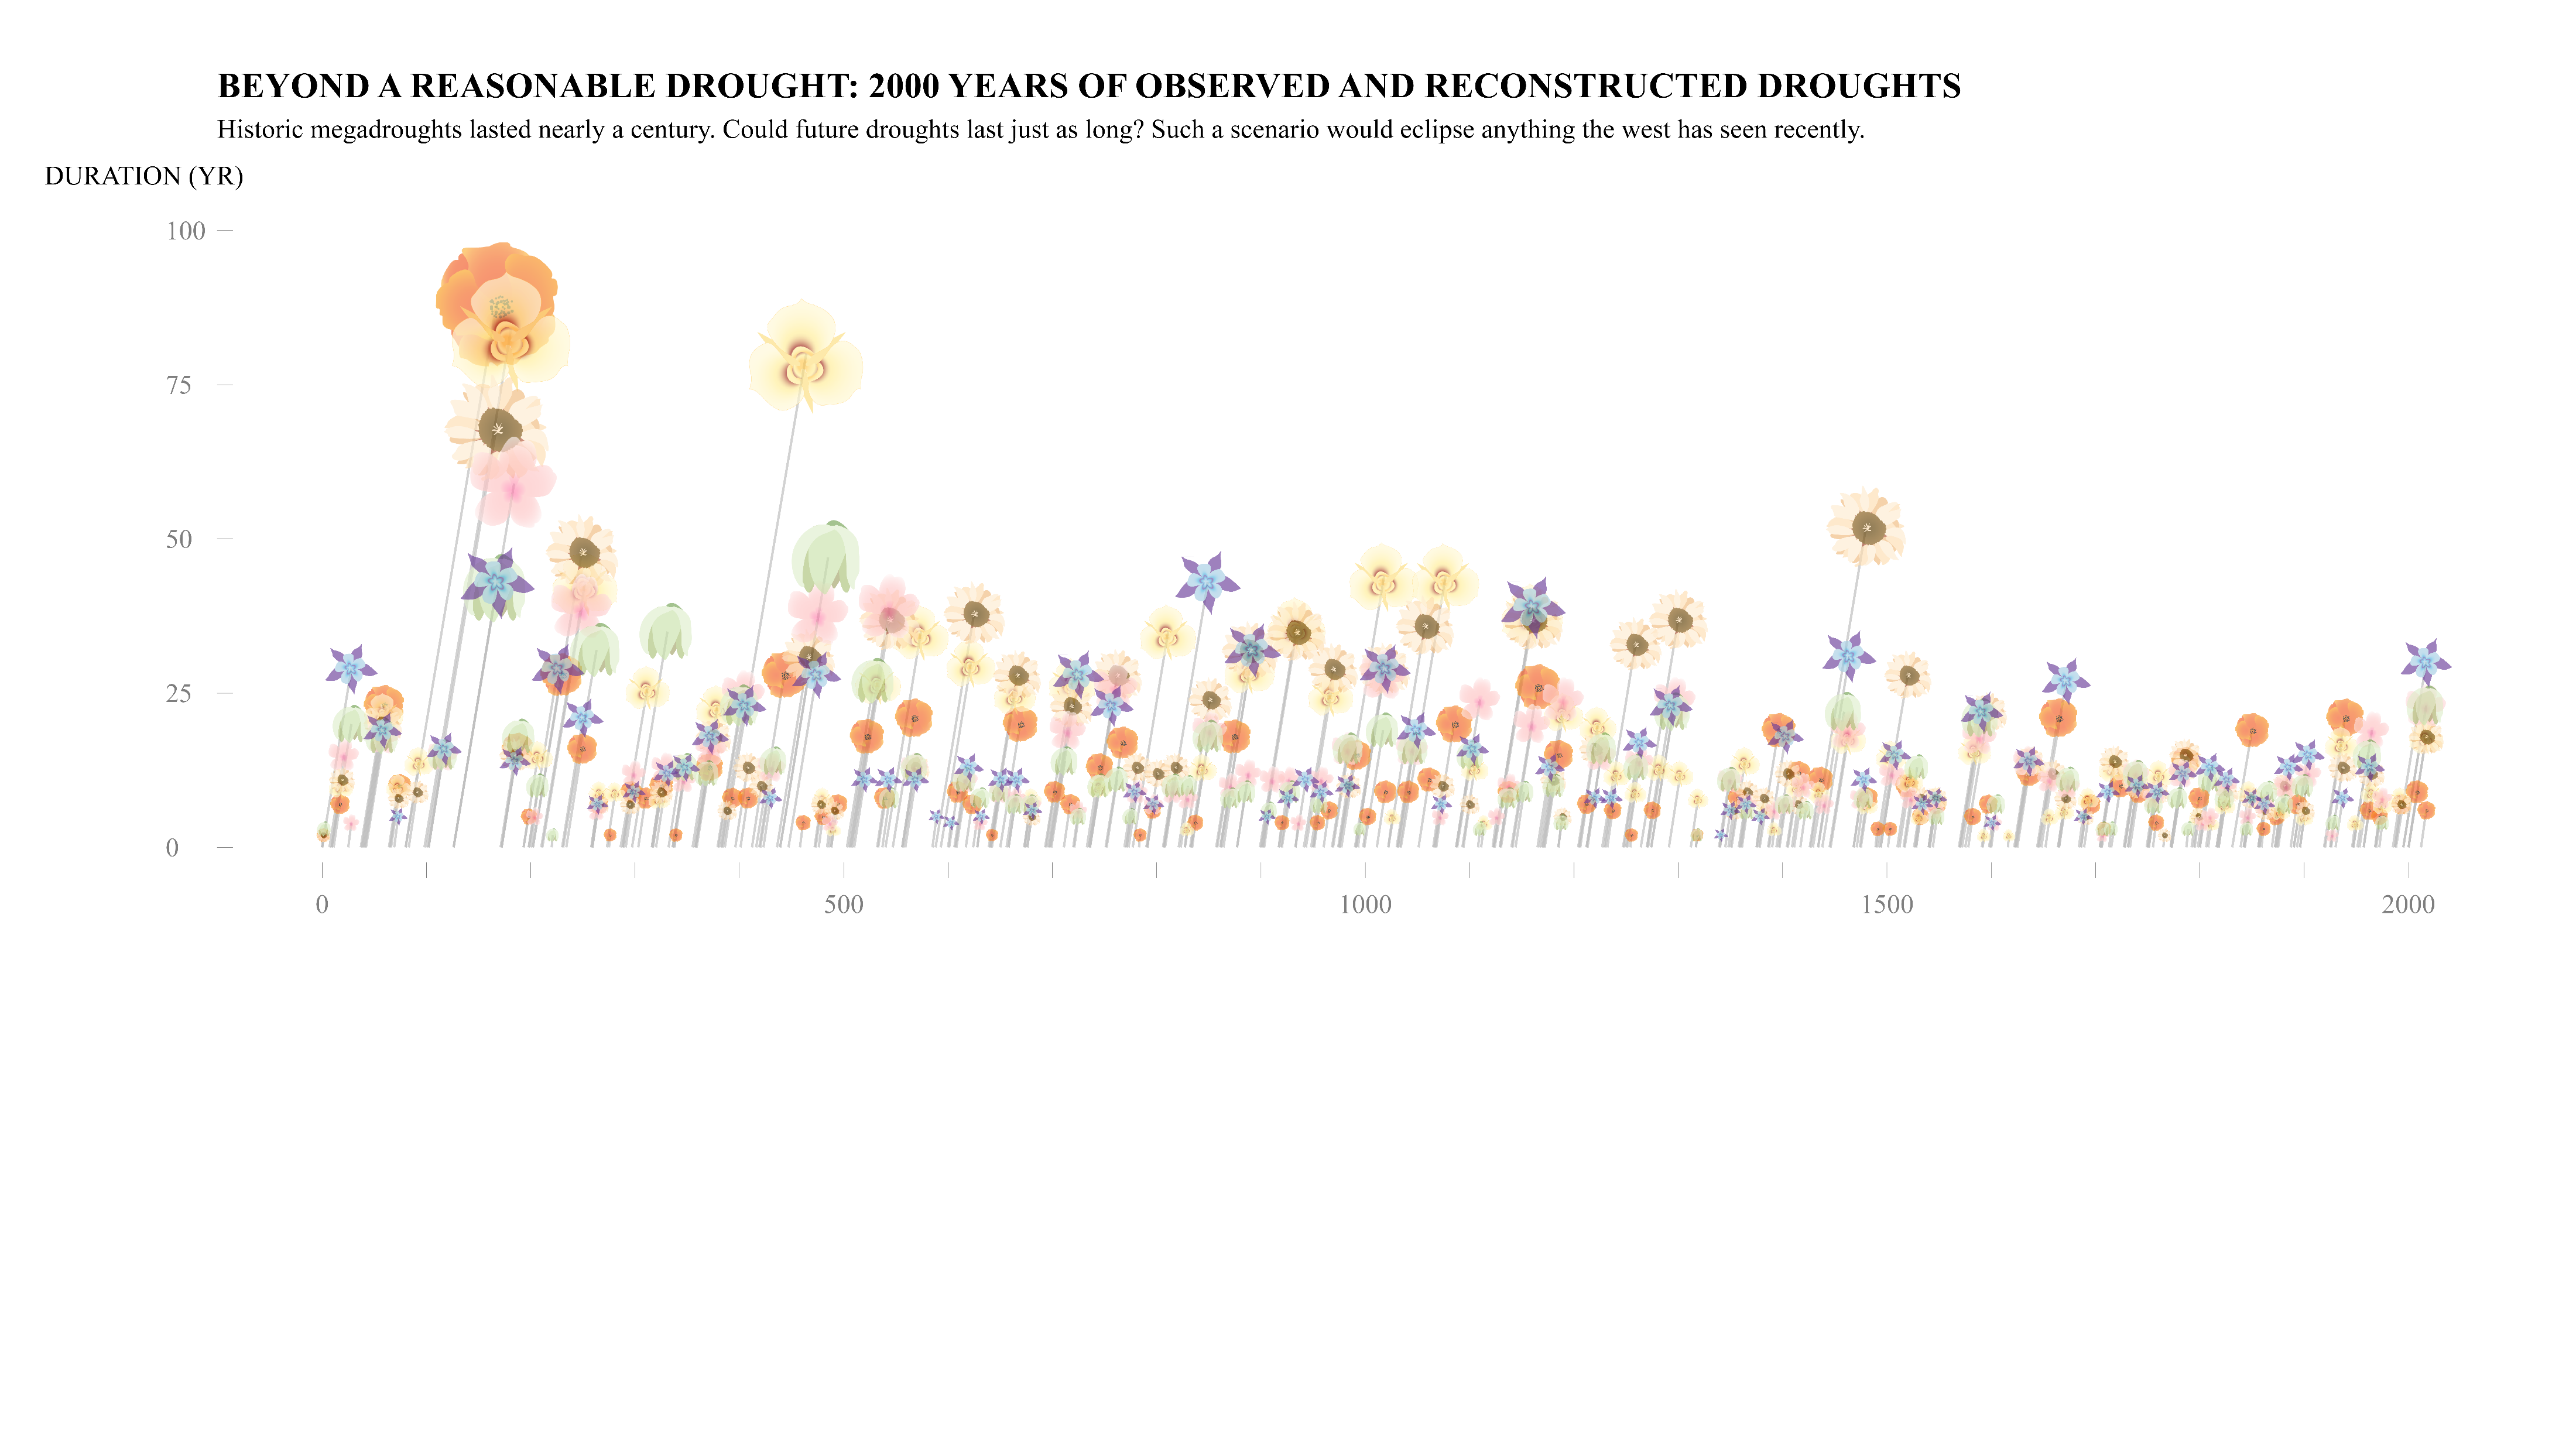 BEYOND A REASONABLE DROUGHT: 2000 YEARS OF OBSERVED AND RECONSTRUCTED DROUGHTS
Historic megadroughts lasted nearly a century. Could future droughts last just as long? Such a scenario would eclipse anything the west has seen recently.
DURATION (YR)
100
75
50
25
0
0 500 1000 1500 2000